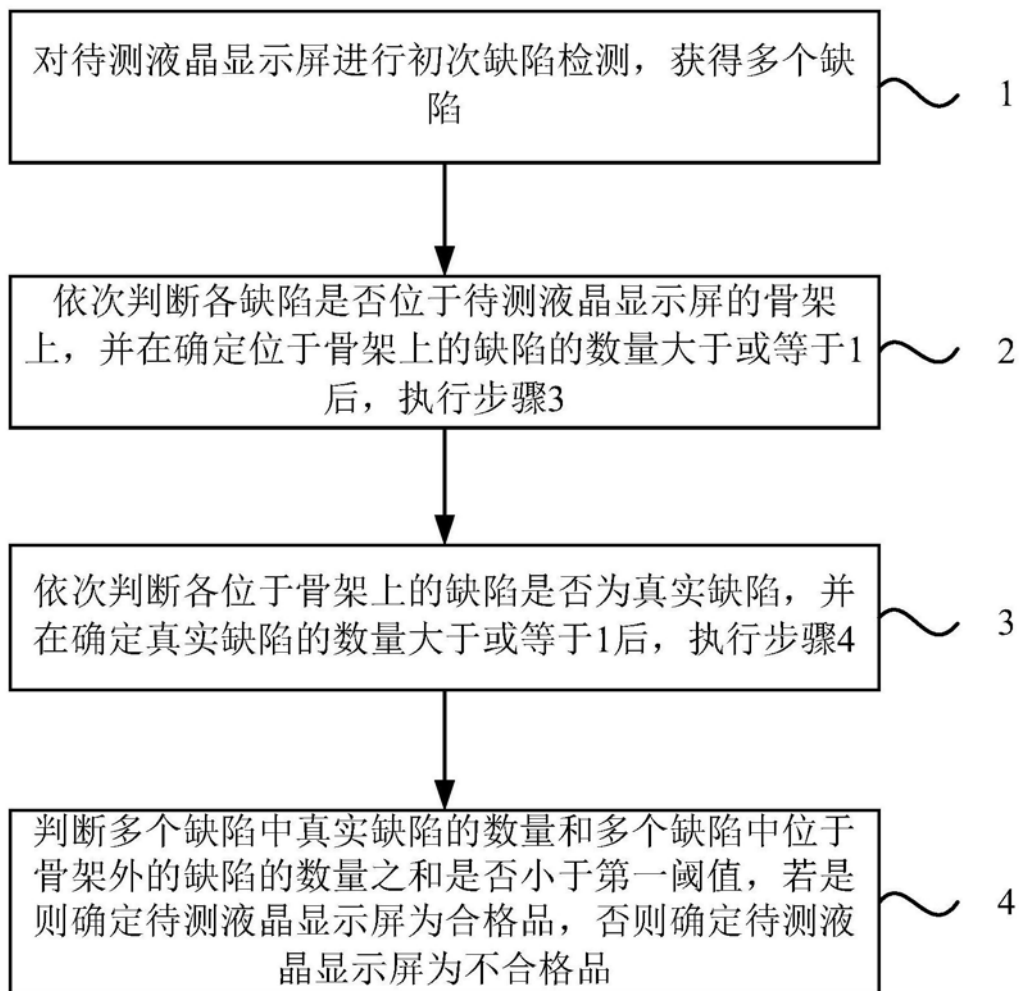 对待测液晶显示屏进行初次缺陷检测，获得多个缺
陷
1
依次判断各缺陷是否位于待测液晶显示屏的骨架
上，并在确定位于骨架上的缺陷的数量大于或等于1
后，执行步骤3
2
依次判断各位于骨架上的缺陷是否为真实缺陷，并
在确定真实缺陷的数量大于或等于1后，执行步骤4
3
判断多个缺陷中真实缺陷的数量和多个缺陷中位于
骨架外的缺陷的数量之和是否小于第一阈值，若是
则确定待测液晶显示屏为合格品，否则确定待测液
晶显示屏为不合格品
4